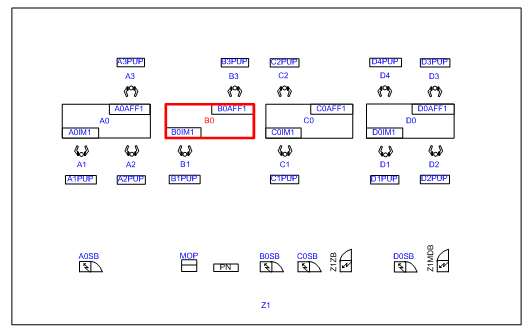 A3PUP B3PUP C2PUP D4PUP D3PUP
A3 B3 C2 D4 D3
A0AFF1 B0AFF1 C0AFF1 D0AFF1
A0 B0 C0 D0
A0IM1 B0IM1 C0IM1 D0IM1
A1 A2 B1 C1 D1 D2
A1PUP A2PUP B1PUP C1PUP D1PUP D2PUP
A0SB MOP B0SB C0SB Z1ZB D0SB Z1MDB
PN
Z1